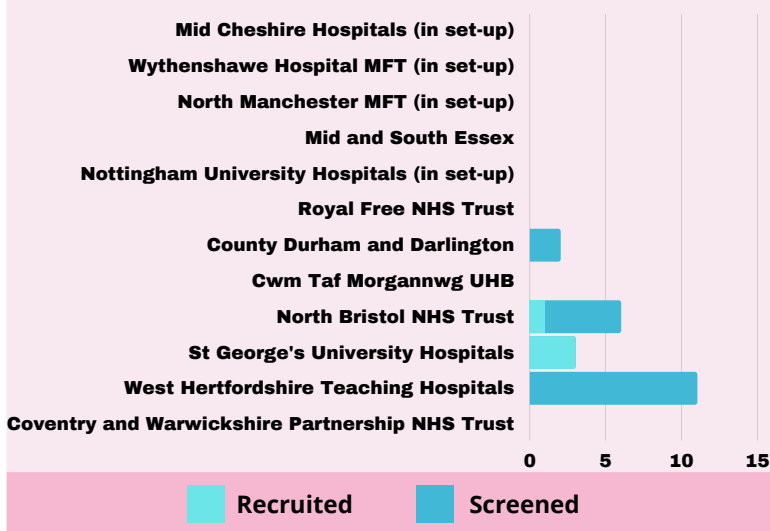 Mid Cheshire Hospitals (in set-up)
Wythenshawe Hospital MFT (in set-up)
North Manchester MFT (in set-up)
Mid and South Essex
Nottingham University Hospitals (in set-up)
Royal Free NHS Trust
County Durham and Darlington
Cwm Taf Morgannwg UHB
North Bristol NHS Trust
St George's University Hospitals
West Hertfordshire Teaching Hospitals
Coventry and Warwickshire Partnership NHS Trust
0 5 10 15
Recruited Screened